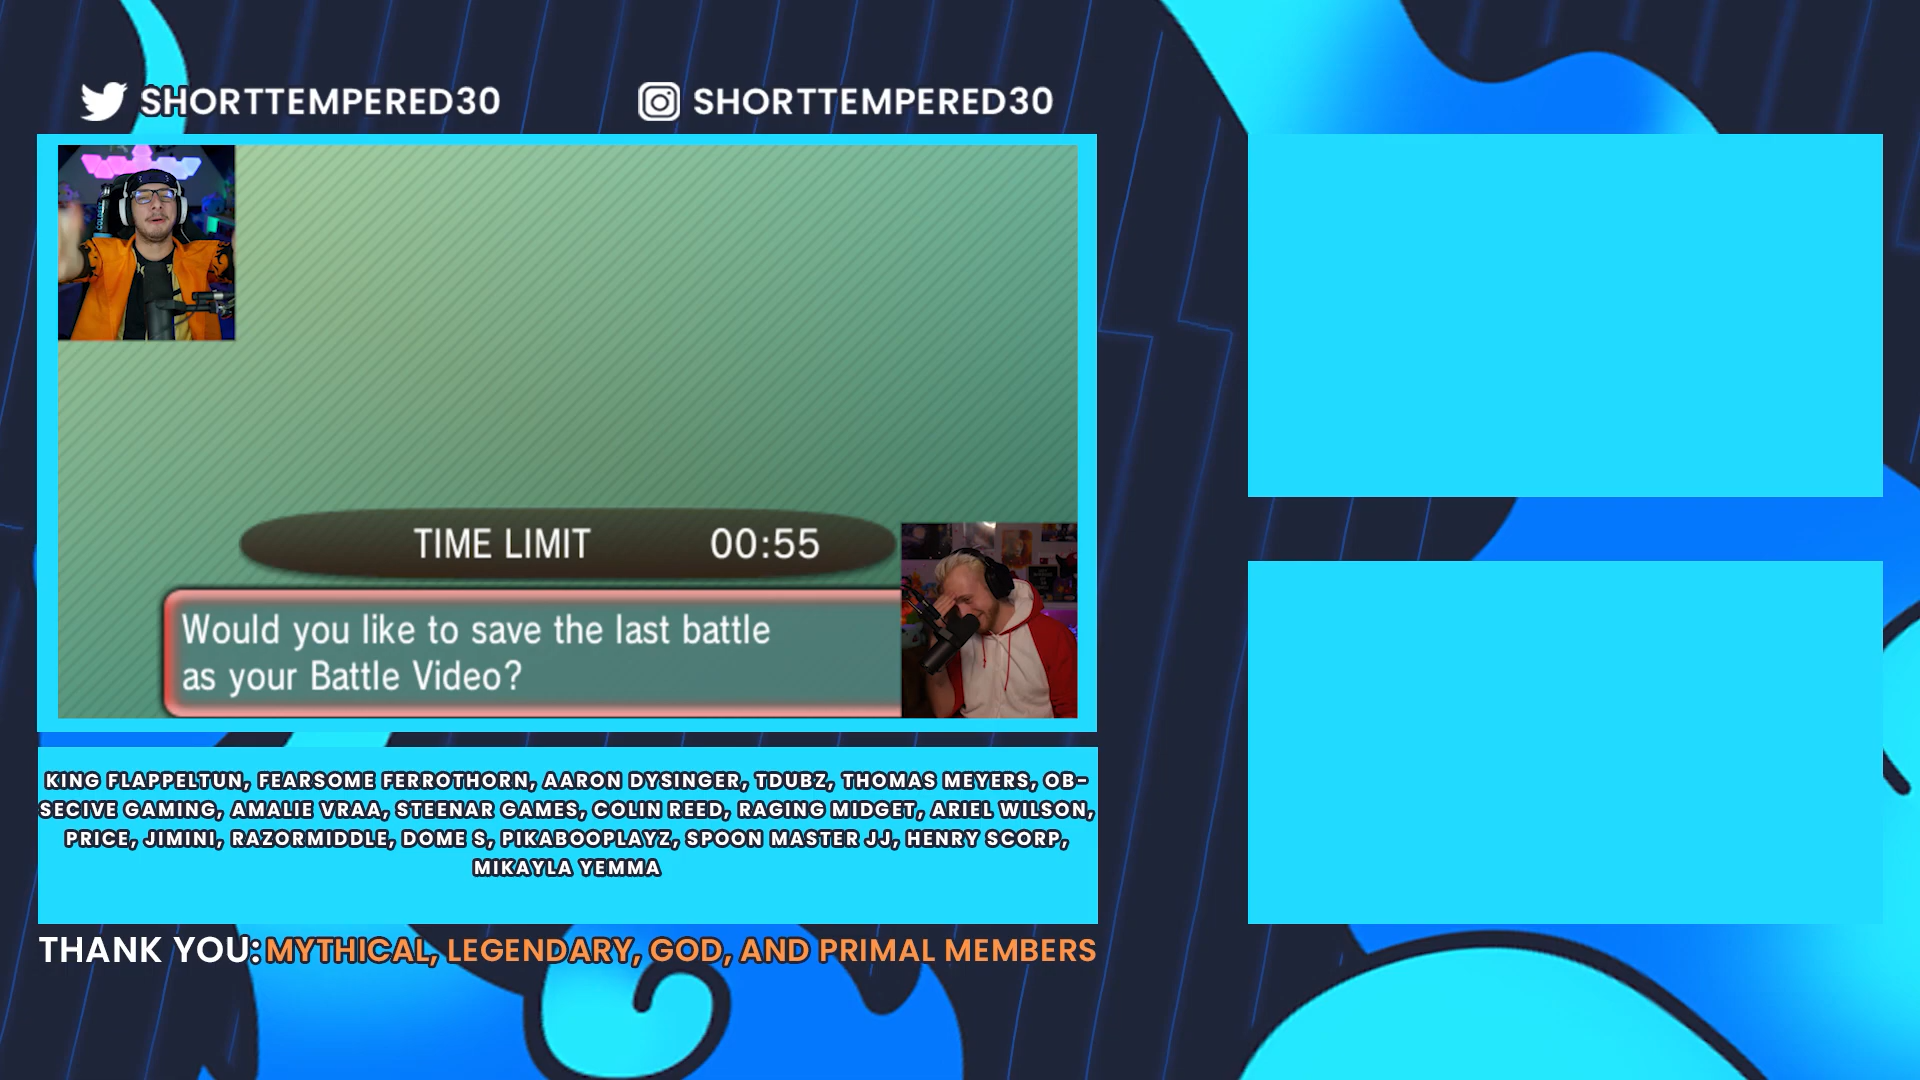 SHORTTEMPERED30
SHORTTEMPERED30
TIME LIMIT 00:55
Would you like to save the last battle
as your Battle Video?
KING FLAPPELTUN, FEARSOME FERROTHORN, AARON DYSINGER, TDUBZ, THOMAS MEYERS, OB-
SECIVE GAMING, AMALIE VRAA, STEENAR GAMES, COLIN REED, RAGING MIDGET, ARIEL WILSON,
PRICE, JIMINI, RAZORMIDDLE, DOME S, PIKABOOPLAYZ, SPOON MASTER JJ, HENRY SCORP,
MIKAYLA YEMMA
THANK YOU: MYTHICAL, LEGENDARY, GOD, AND PRIMAL MEMBERS